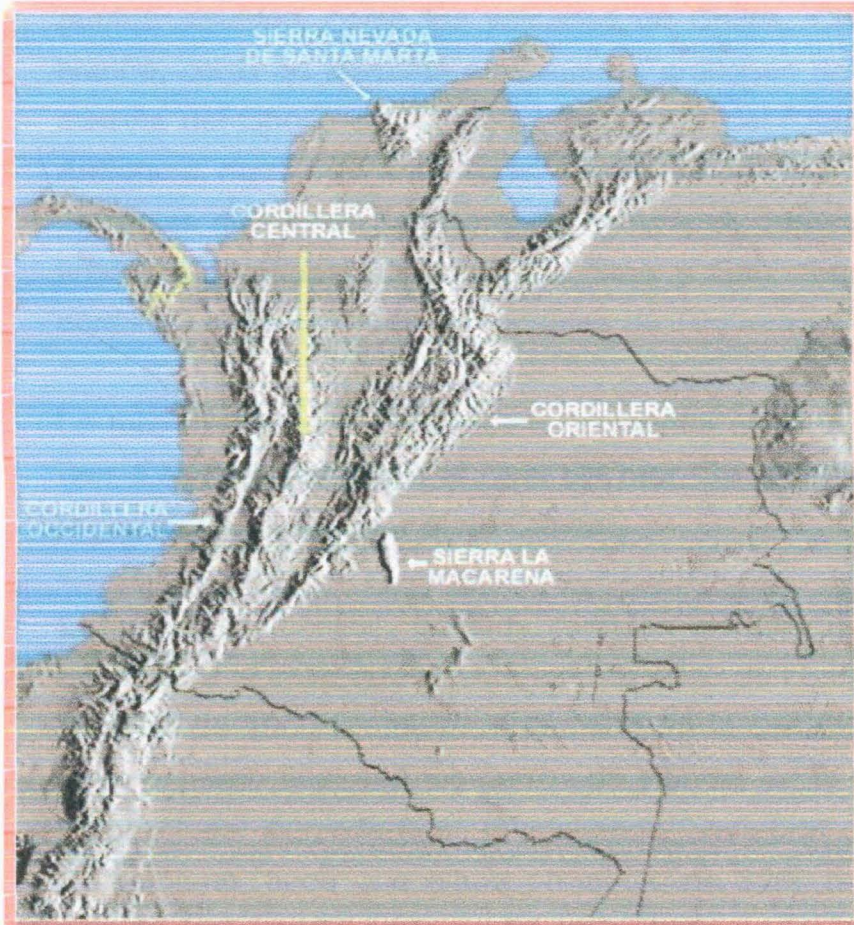 SIERRA NEVADA
DE SANTA MARTA
CORDILLERA
CENTRAL
CORDILLERA
ORIENTAL
CORDILLERA
OCCIDENTAL
SIERRA LA
MACARENA